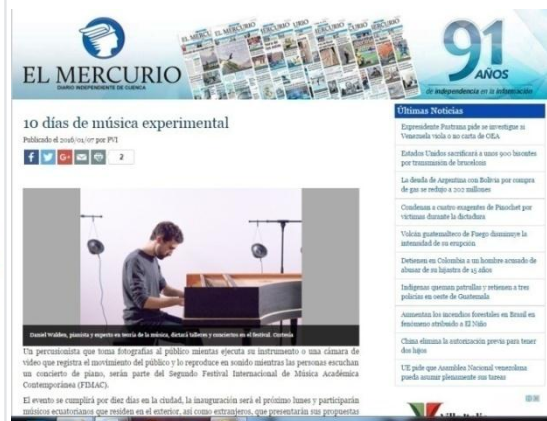 EL MERCURIO
DIARIO INDEPENDIENTE DE CUENCA
91
AÑOS
de independencia en la información
10 días de música experimental
Publicado el 2016/01/07 por PVI
2
Daniel Walden, pianista y experto en teoría de la música, dictará talleres y conciertos en el festival. Cortesía
Un percusionista que toma fotografías al público mientas ejecuta su instrumento o una cámara de
video que registra el movimiento del público y lo reproduce en sonido mientras las personas escuchan
un concierto de piano, serán parte del Segundo Festival Internacional de Música Académica
Contemporánea (FIMAC).
El evento se cumplirá por diez días en la ciudad, la inauguración será el próximo lunes y participarán
músicos ecuatorianos que residen en el exterior, así como extranjeros, que presentarán sus propuestas
Últimas Noticias
Expresidente Pastrana pide se investigue si
Venezuela viola o no carta de OEA
Estados Unidos sacrificará a unos 900 bisontes
por transmisión de brucelosis
La deuda de Argentina con Bolivia por compra
de gas se redujo a 202 millones
Condenan a cuatro exagentes de Pinochet por
víctimas durante la dictadura
Volcán guatemalteco de Fuego disminuye la
intensidad de su erupción
Detienen en Colombia a un hombre acusado de
abusar de su hijastra de 15 años
Indígenas queman patrullas y retienen a tres
policías en oeste de Guatemala
Aumentan los incendios forestales en Brasil en
fenómeno atribuido a El Niño
China elimina la autorización previa para tener
dos hijos
UE pide que Asamblea Nacional venezolana
pueda asumir plenamente sus tareas